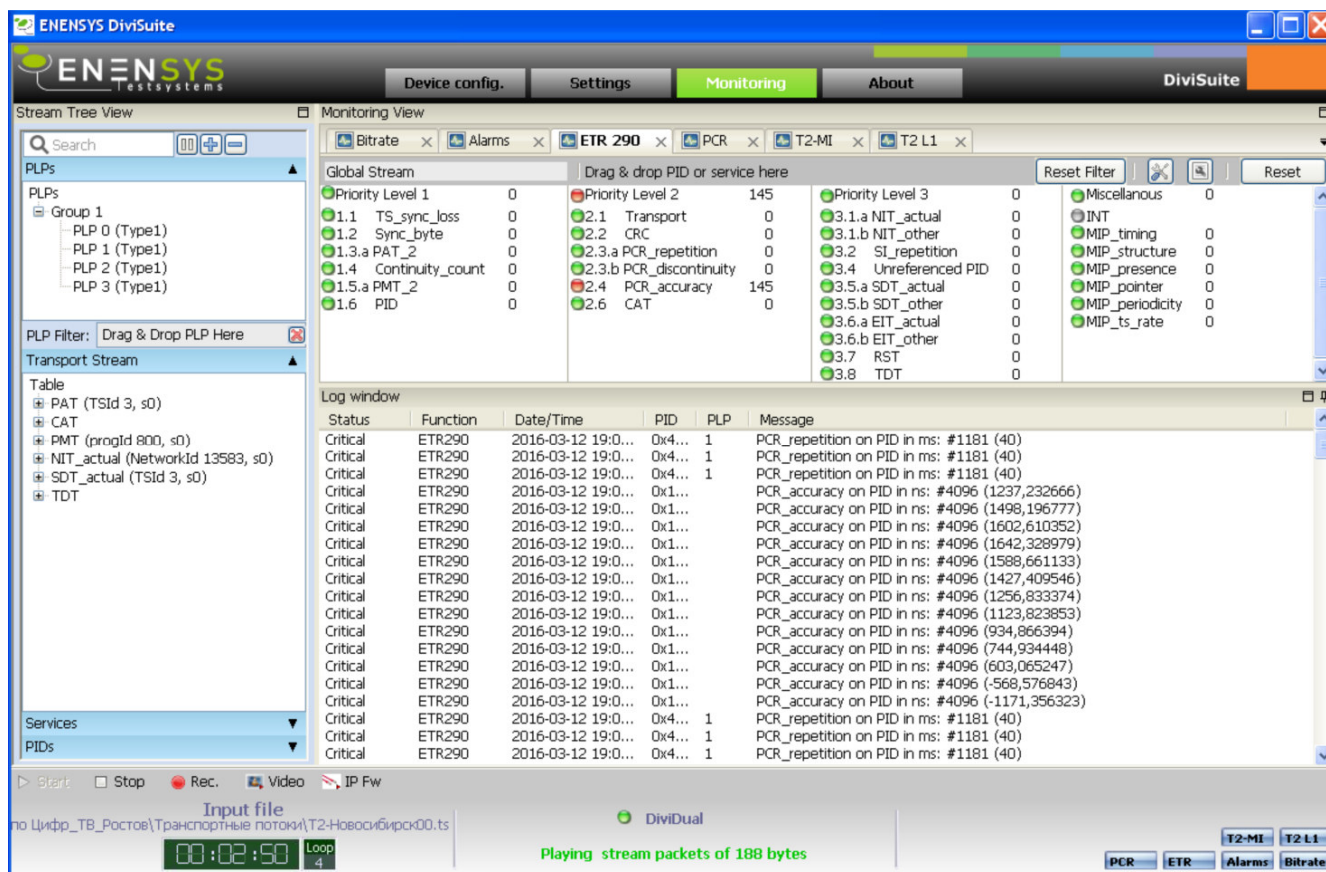 ENENSYS DiviSuite
ENENSYS
Testsystems
Device config. Settings Monitoring About DiviSuite
Stream Tree View
Search
PLPs
PLPs
Group 1
PLP 0 (Type1)
PLP 1 (Type1)
PLP 2 (Type1)
PLP 3 (Type1)
PLP Filter: Drag & Drop PLP Here
Transport Stream
Table
PAT (TSId 3, s0)
CAT
PMT (progId 800, s0)
NIT_actual (NetworkId 13583, s0)
SDT_actual (TSId 3, s0)
TDT
Services
PIDs
Monitoring View
Bitrate Alarms ETR 290 PCR T2-MI T2 L1
Global Stream Drag & drop PID or service here Reset Filter Reset
Priority Level 1 0
1.1 TS_sync_loss 0
1.2 Sync_byte 0
1.3.a PAT_2 0
1.4 Continuity_count 0
1.5.a PMT_2 0
1.6 PID 0
Priority Level 2 145
2.1 Transport 0
2.2 CRC 0
2.3.a PCR_repetition 0
2.3.b PCR_discontinuity 0
2.4 PCR_accuracy 145
2.6 CAT 0
Priority Level 3 0
3.1.a NIT_actual 0
3.1.b NIT_other 0
3.2 SI_repetition 0
3.4 Unreferenced PID 0
3.5.a SDT_actual 0
3.5.b SDT_other 0
3.6.a EIT_actual 0
3.6.b EIT_other 0
3.7 RST 0
3.8 TDT 0
Miscellanous 0
INT
MIP_timing 0
MIP_structure 0
MIP_presence 0
MIP_pointer 0
MIP_periodicity 0
MIP_ts_rate 0
Log window
Status Function Date/Time PID PLP Message
Critical ETR290 2016-03-12 19:0... 0x4... 1 PCR_repetition on PID in ms: #1181 (40)
Critical ETR290 2016-03-12 19:0... 0x4... 1 PCR_repetition on PID in ms: #1181 (40)
Critical ETR290 2016-03-12 19:0... 0x4... 1 PCR_repetition on PID in ms: #1181 (40)
Critical ETR290 2016-03-12 19:0... 0x1... PCR_accuracy on PID in ns: #4096 (1237,232666)
Critical ETR290 2016-03-12 19:0... 0x1... PCR_accuracy on PID in ns: #4096 (1498,196777)
Critical ETR290 2016-03-12 19:0... 0x1... PCR_accuracy on PID in ns: #4096 (1602,610352)
Critical ETR290 2016-03-12 19:0... 0x1... PCR_accuracy on PID in ns: #4096 (1642,328979)
Critical ETR290 2016-03-12 19:0... 0x1... PCR_accuracy on PID in ns: #4096 (1588,661133)
Critical ETR290 2016-03-12 19:0... 0x1... PCR_accuracy on PID in ns: #4096 (1427,409546)
Critical ETR290 2016-03-12 19:0... 0x1... PCR_accuracy on PID in ns: #4096 (1256,833374)
Critical ETR290 2016-03-12 19:0... 0x1... PCR_accuracy on PID in ns: #4096 (1123,823853)
Critical ETR290 2016-03-12 19:0... 0x1... PCR_accuracy on PID in ns: #4096 (934,866394)
Critical ETR290 2016-03-12 19:0... 0x1... PCR_accuracy on PID in ns: #4096 (744,934448)
Critical ETR290 2016-03-12 19:0... 0x1... PCR_accuracy on PID in ns: #4096 (603,065247)
Critical ETR290 2016-03-12 19:0... 0x1... PCR_accuracy on PID in ns: #4096 (-568,576843)
Critical ETR290 2016-03-12 19:0... 0x1... PCR_accuracy on PID in ns: #4096 (-1171,356323)
Critical ETR290 2016-03-12 19:0... 0x4... 1 PCR_repetition on PID in ms: #1181 (40)
Critical ETR290 2016-03-12 19:0... 0x4... 1 PCR_repetition on PID in ms: #1181 (40)
Critical ETR290 2016-03-12 19:0... 0x4... 1 PCR_repetition on PID in ms: #1181 (40)
Start Stop Rec. Video IP Fw
Input file
по Цифр_ТВ_Ростов\Транспортные потоки\Т2-Новосибирск00.ts
00:02:50 Loop 4
DiviDual
Playing stream packets of 188 bytes
T2-MI T2 L1
PCR ETR Alarms Bitrate